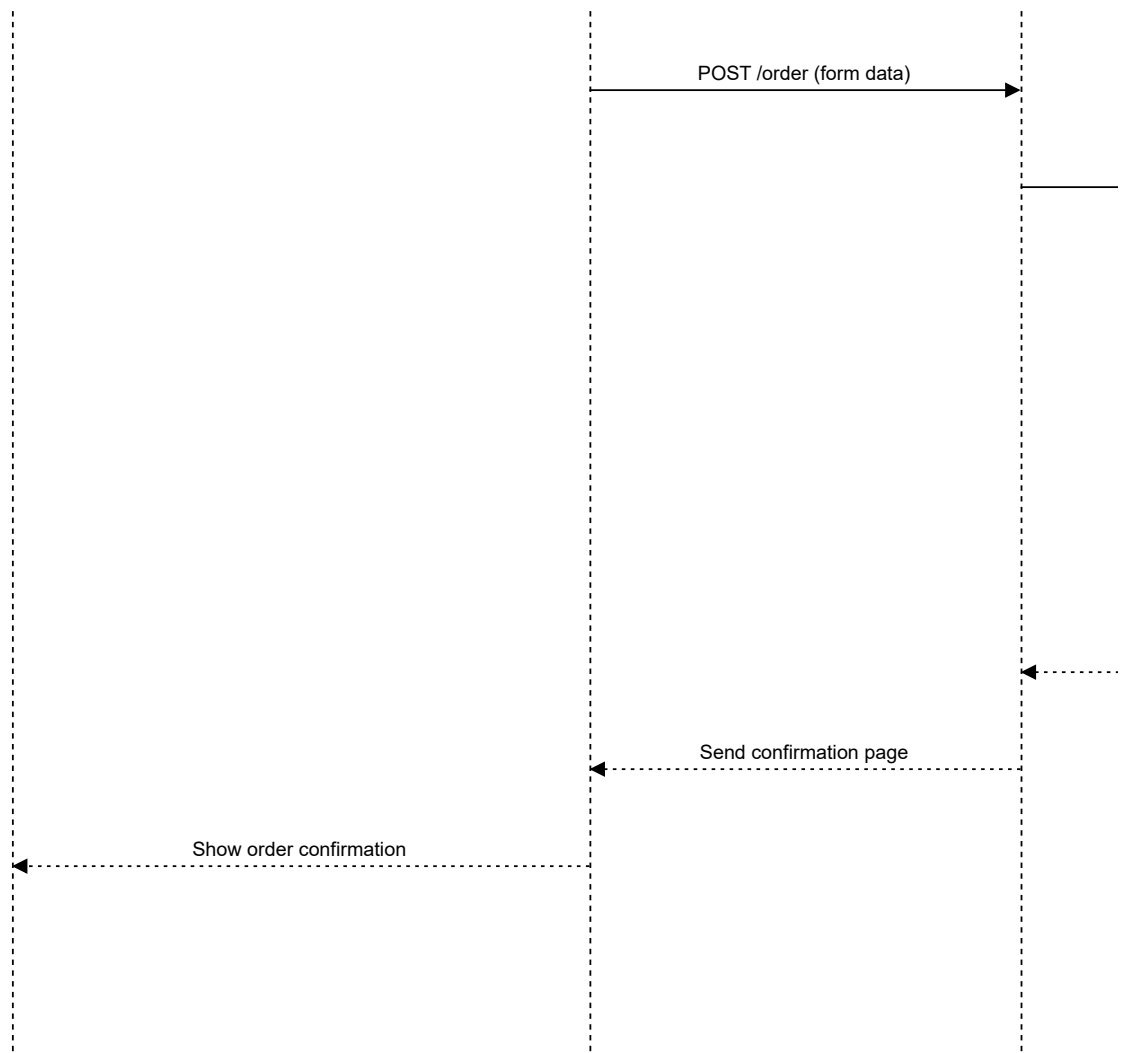 POST /order (form data)
Send confirmation page
Show order confirmation